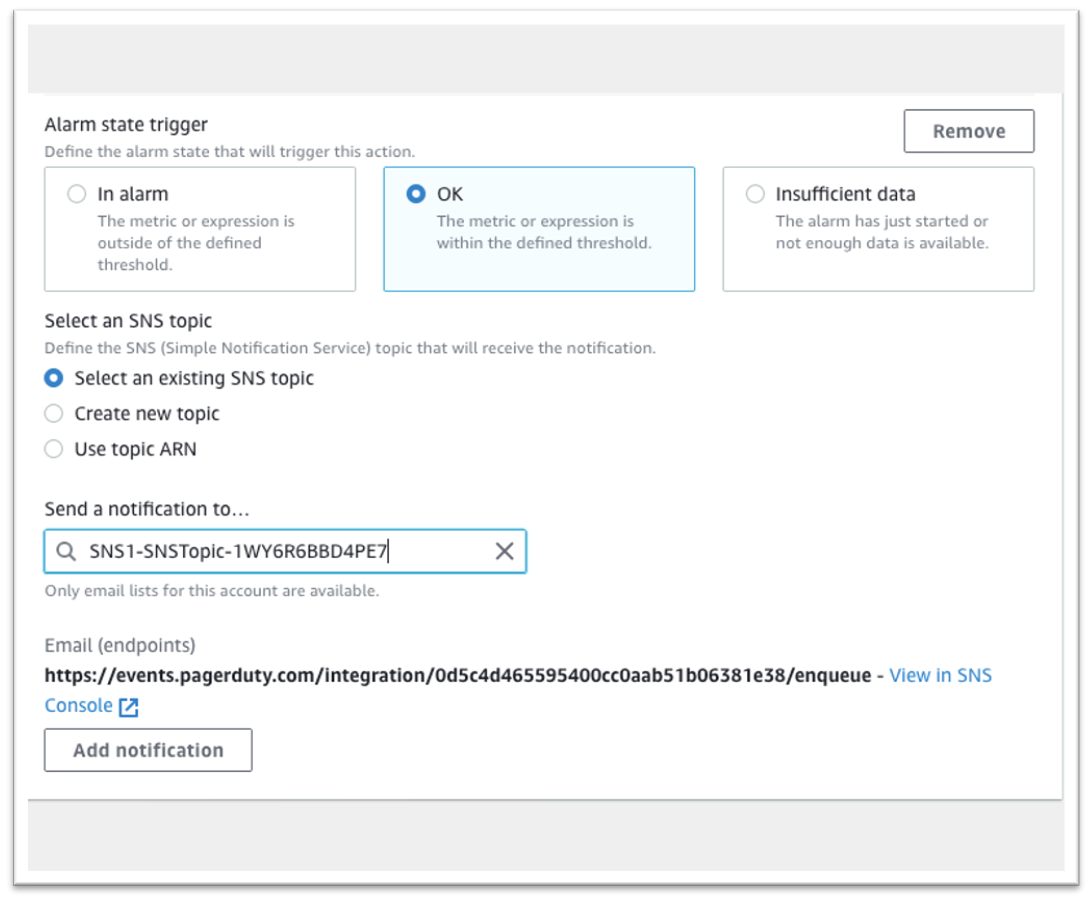 Alarm state trigger
Remove
Define the alarm state that will trigger this action.
In alarm
The metric or expression is
outside of the defined
threshold.
OK
The metric or expression is
within the defined threshold.
Insufficient data
The alarm has just started or
not enough data is available.
Select an SNS topic
Define the SNS (Simple Notification Service) topic that will receive the notification.
Select an existing SNS topic
Create new topic
Use topic ARN
Send a notification to…
SNS1-SNSTopic-1WY6R6BBD4PE7
Only email lists for this account are available.
Email (endpoints)
https://events.pagerduty.com/integration/0d5c4d465595400cc0aab51b06381e38/enqueue - View in SNS
Console
Add notification